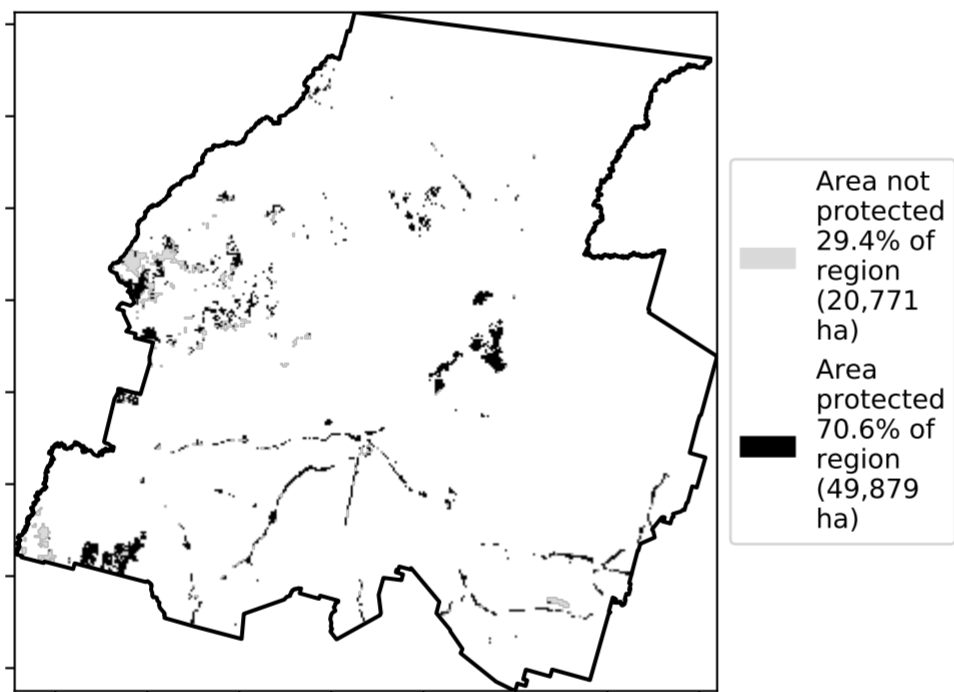 Area not
protected
29.4% of
region
(20,771
ha)
Area
protected
70.6% of
region
(49,879
ha)